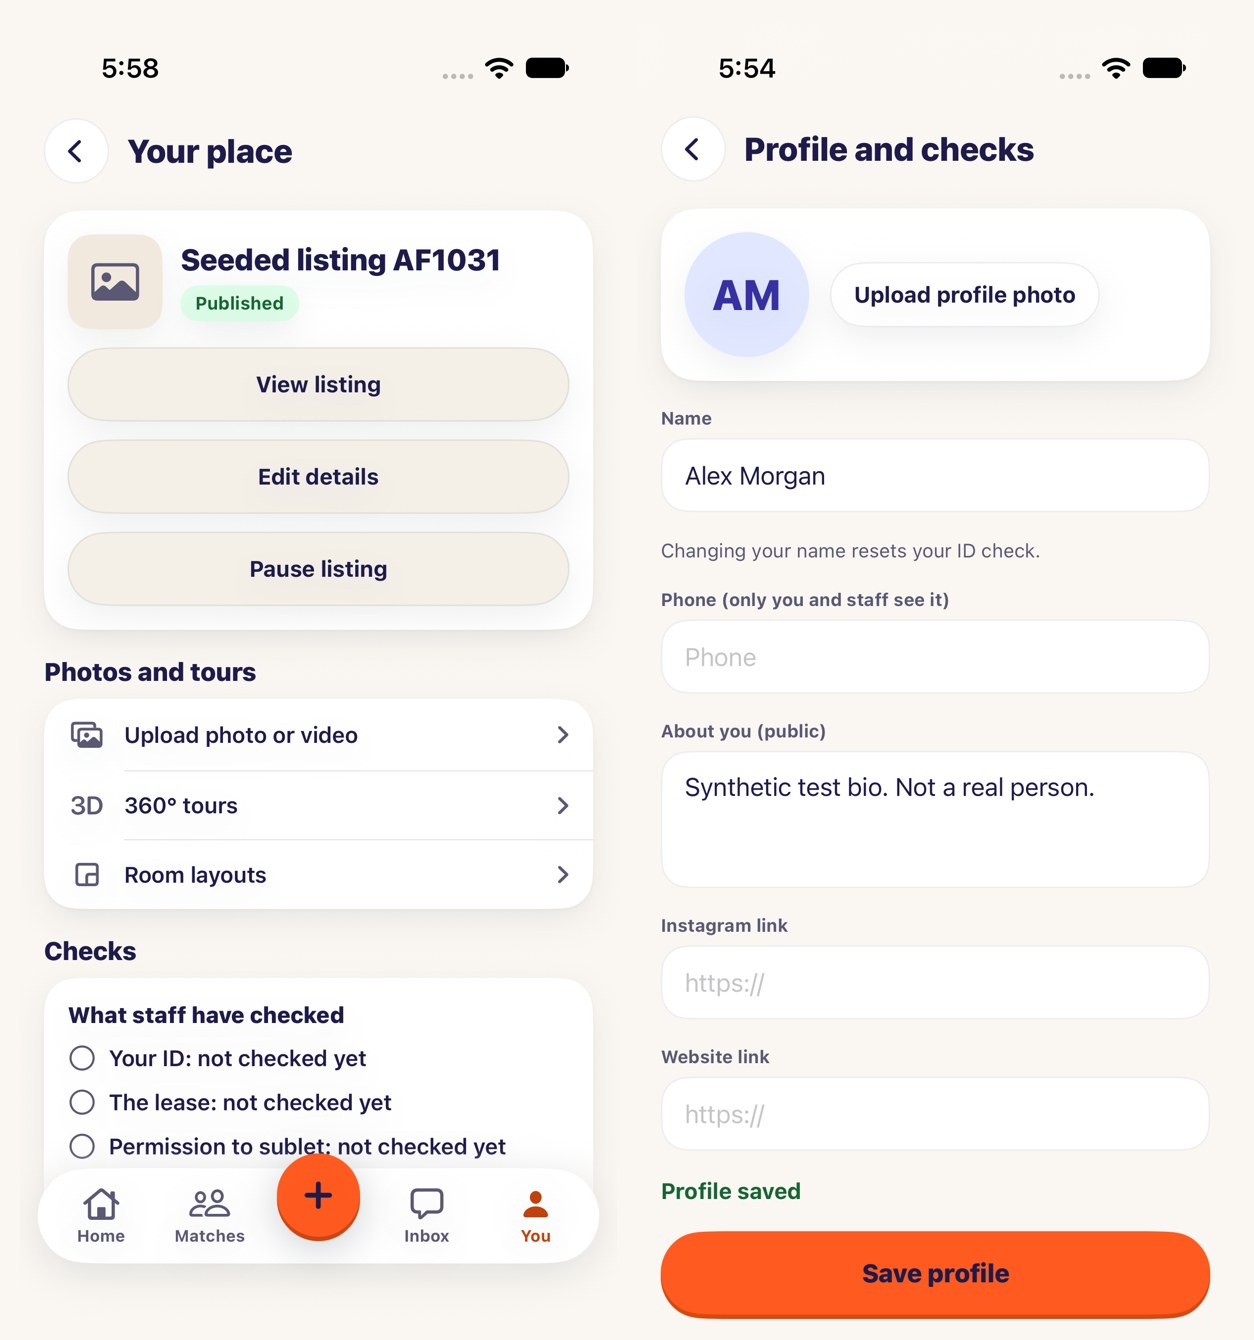 5:58
Your place
Seeded listing AF1031
Published
View listing
Edit details
Pause listing
Photos and tours
Upload photo or video
3D 360° tours
Room layouts
Checks
What staff have checked
Your ID: not checked yet
The lease: not checked yet
Permission to sublet: not checked yet
Home
Matches
Inbox
You
5:54
Profile and checks
AM
Upload profile photo
Name
Alex Morgan
Changing your name resets your ID check.
Phone (only you and staff see it)
Phone
About you (public)
Synthetic test bio. Not a real person.
Instagram link
https://
Website link
https://
Profile saved
Save profile